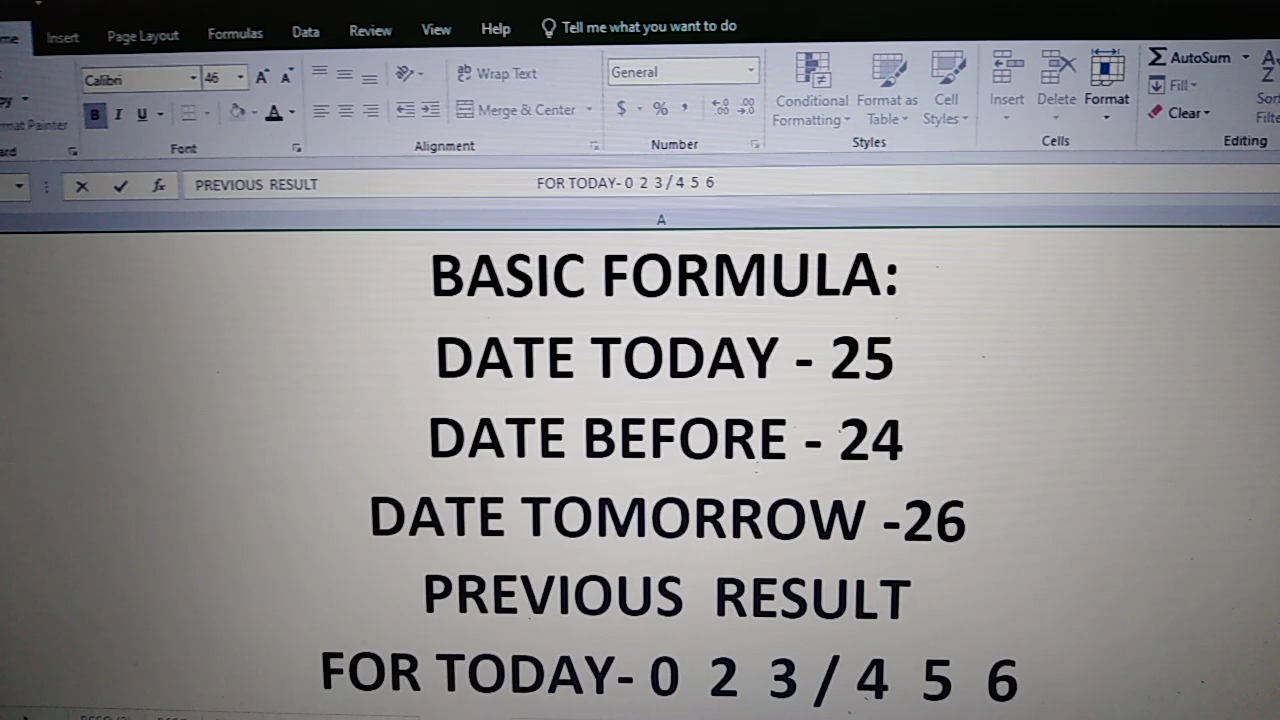 Insert Page Layout Formulas Data Review View Help Tell me what you want to do
Calibri 46 A A Wrap Text General AutoSum
Fill
B I U A Merge & Center $ % , Conditional Formatting Format as Table Cell Styles Insert Delete Format Clear
Painter
Font Alignment Number Styles Cells Editing
fx PREVIOUS RESULT FOR TODAY- 0 2 3 / 4 5 6
A
BASIC FORMULA:
DATE TODAY - 25
DATE BEFORE - 24
DATE TOMORROW -26
PREVIOUS RESULT
FOR TODAY- 0 2 3 / 4 5 6